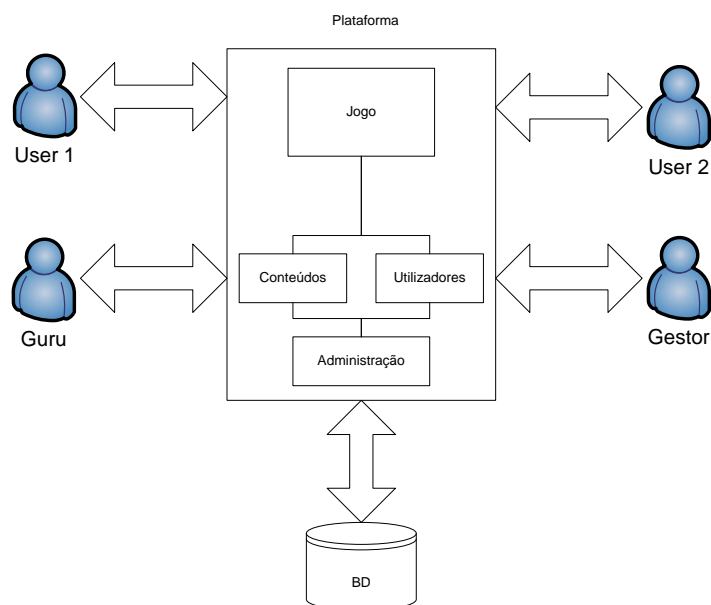 Plataforma
Jogo
User 1
User 2
Conteúdos
Utilizadores
Guru
Gestor
Administração
BD